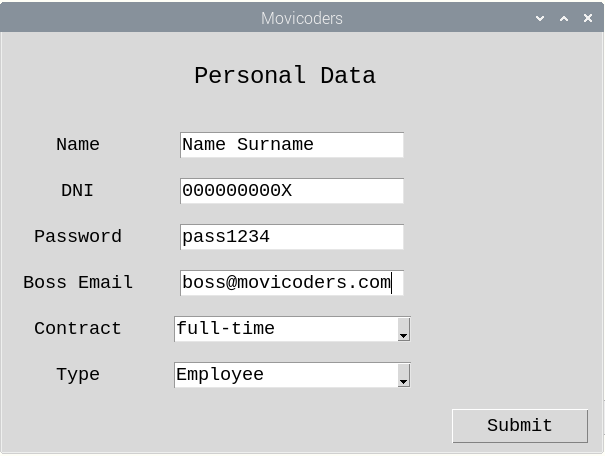 Movicoders
Personal Data
Name Name Surname
DNI 000000000X
Password pass1234
Boss Email boss@movicoders.com
Contract full-time
Type Employee
Submit